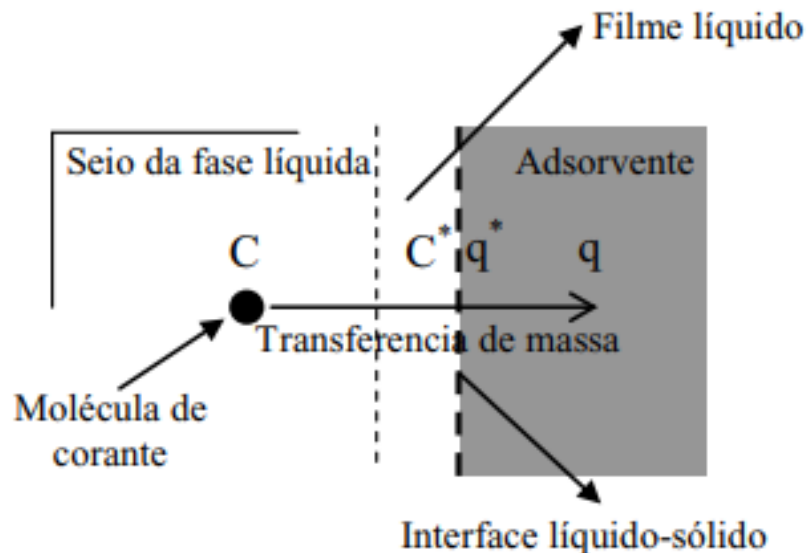 Filme líquido
Seio da fase líquida
Adsorvente
C
C* q*
q
Transferencia de massa
Molécula de
corante
Interface líquido-sólido